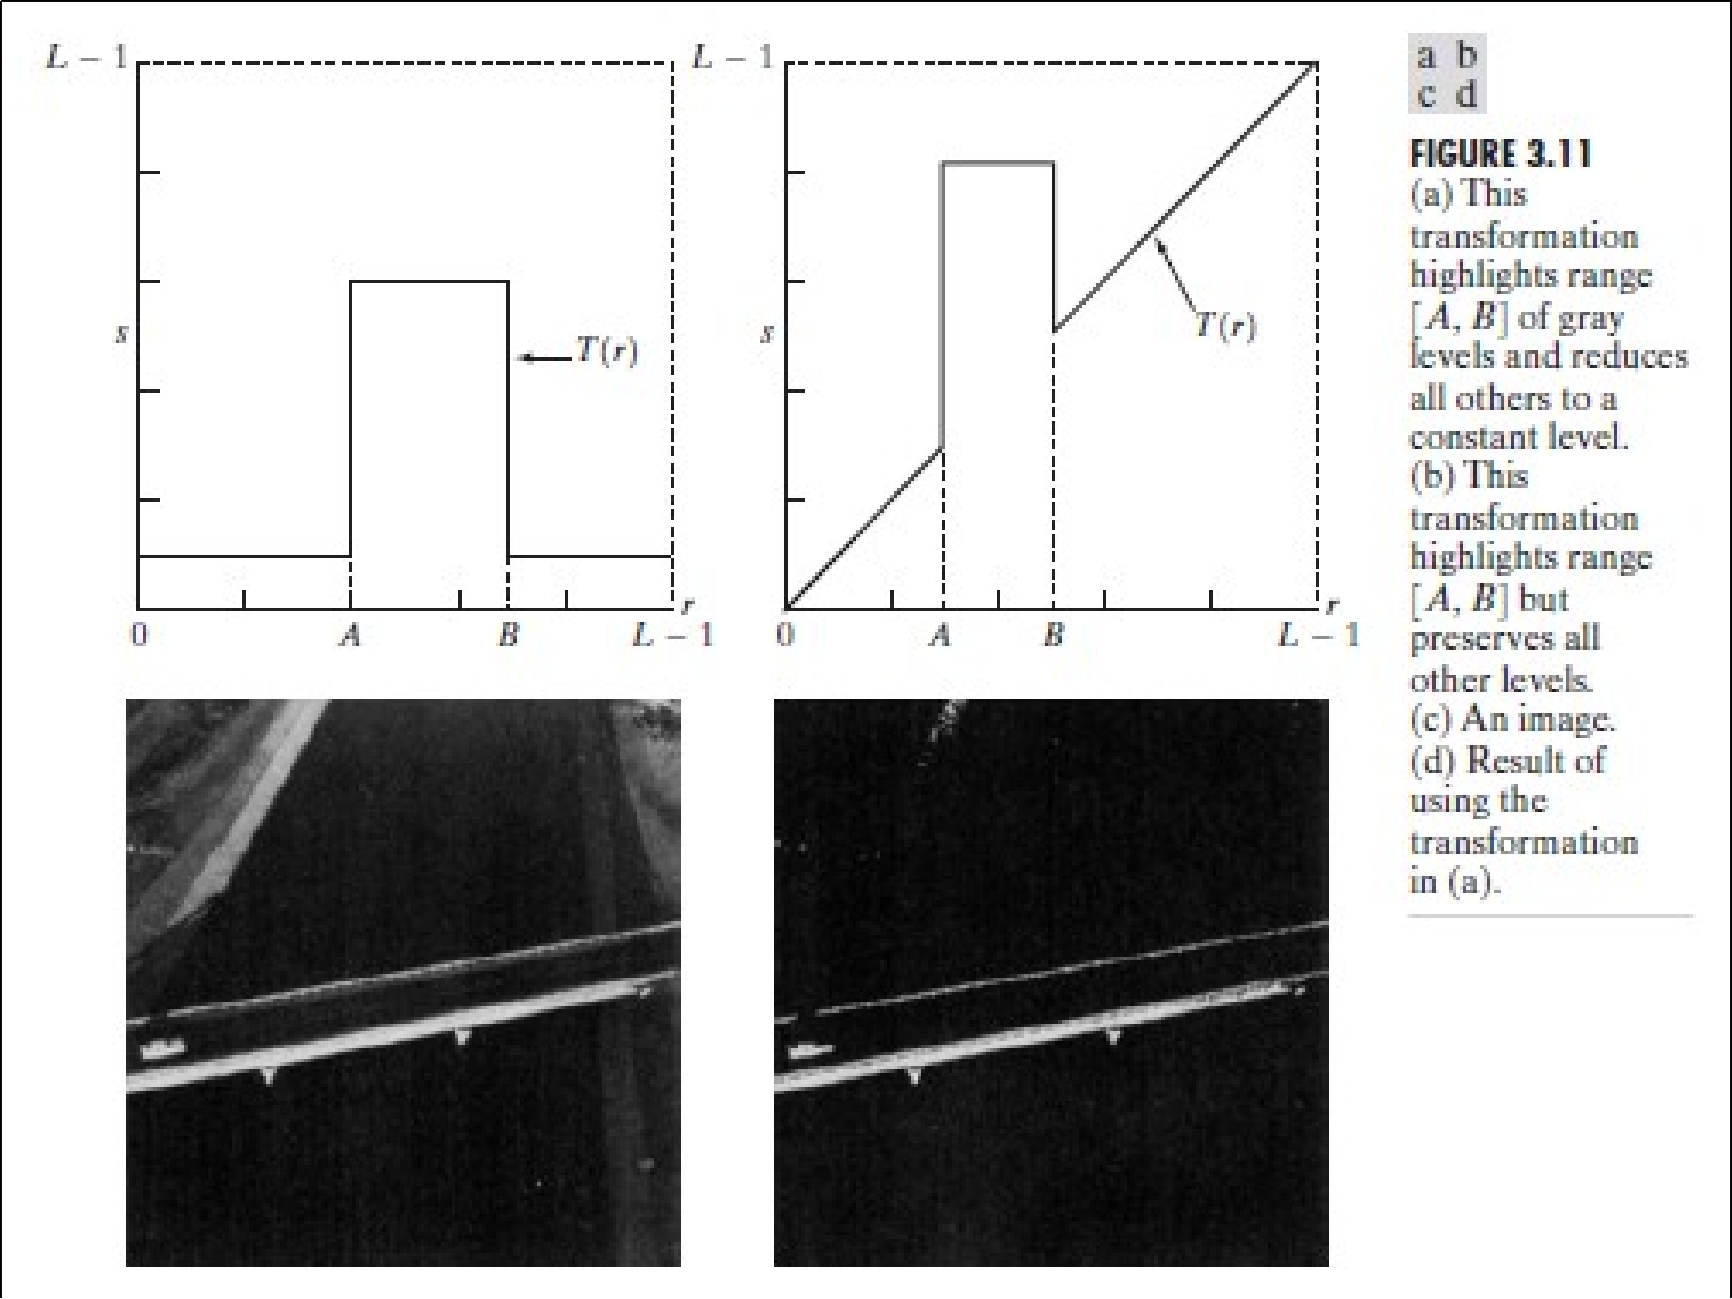 L – 1
s
T(r)
r
0
A
B
L – 1
L – 1
s
T(r)
r
0
A
B
L – 1
a b
c d
FIGURE 3.11
(a) This
transformation
highlights range
[A, B] of gray
levels and reduces
all others to a
constant level.
(b) This
transformation
highlights range
[A, B] but
preserves all
other levels.
(c) An image.
(d) Result of
using the
transformation
in (a).